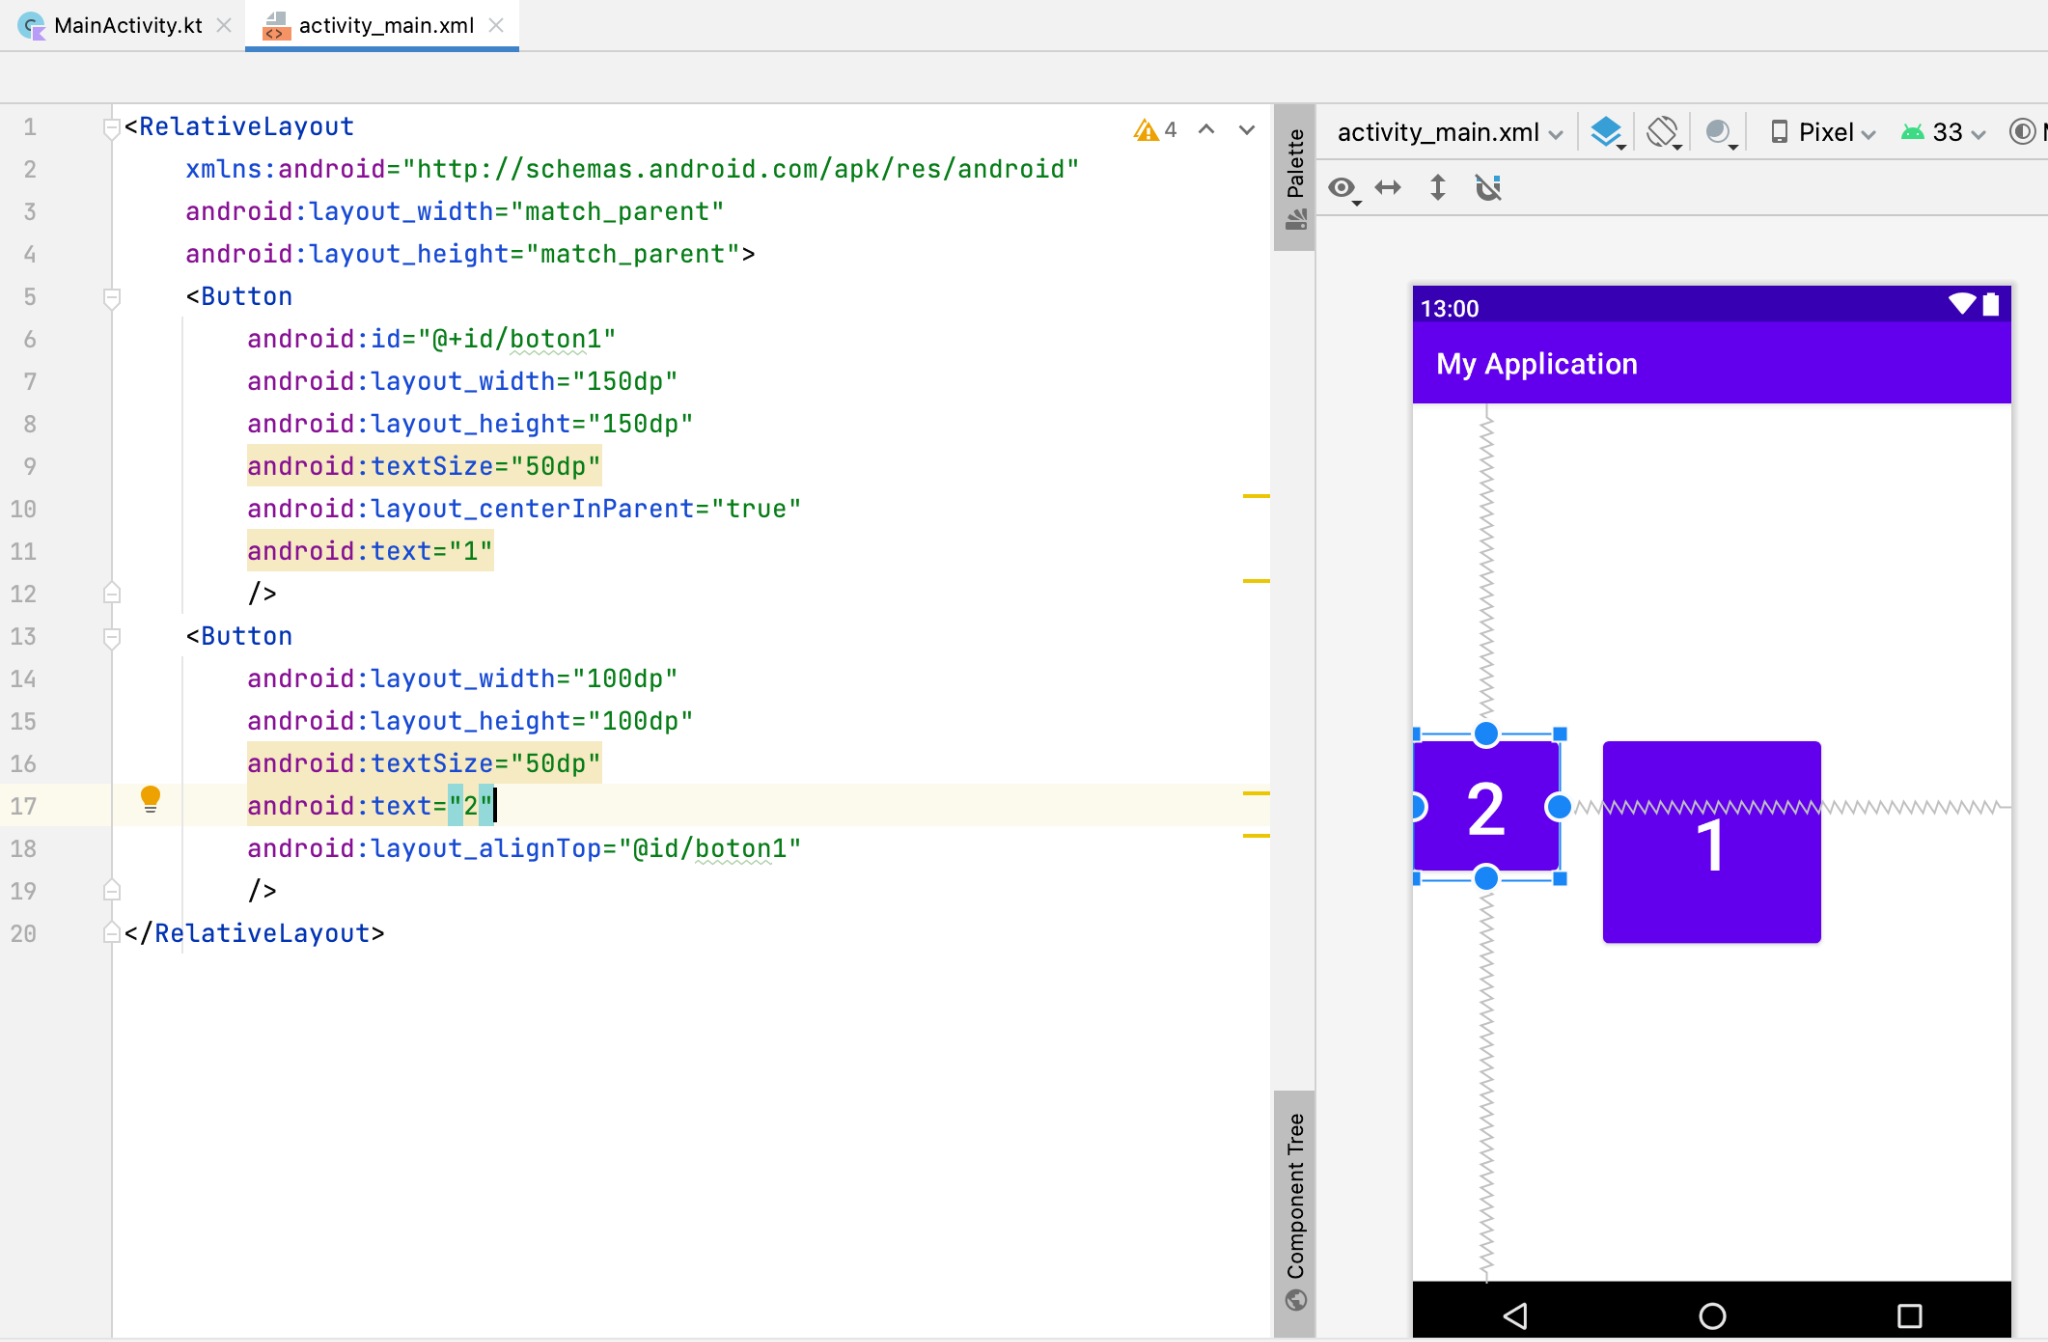 MainActivity.kt
activity_main.xml
1 <RelativeLayout
2 xmlns:android="http://schemas.android.com/apk/res/android"
3 android:layout_width="match_parent"
4 android:layout_height="match_parent">
5 <Button
6 android:id="@+id/boton1"
7 android:layout_width="150dp"
8 android:layout_height="150dp"
9 android:textSize="50dp"
10 android:layout_centerInParent="true"
11 android:text="1"
12 />
13 <Button
14 android:layout_width="100dp"
15 android:layout_height="100dp"
16 android:textSize="50dp"
17 android:text="2"
18 android:layout_alignTop="@id/boton1"
19 />
20 </RelativeLayout>
4
Palette
Component Tree
activity_main.xml
Pixel
33
13:00
My Application
2
1